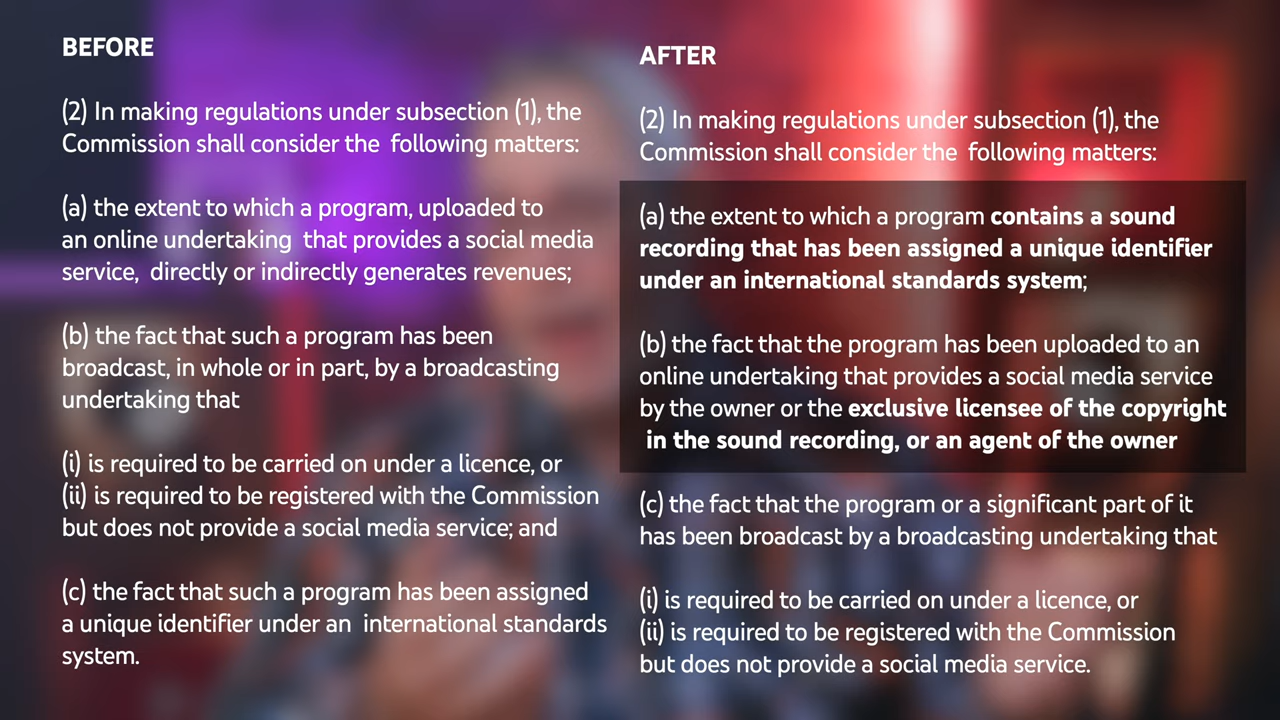 BEFORE
(2) In making regulations under subsection (1), the
Commission shall consider the following matters:
(a) the extent to which a program, uploaded to
an online undertaking that provides a social media
service, directly or indirectly generates revenues;
(b) the fact that such a program has been
broadcast, in whole or in part, by a broadcasting
undertaking that
(i) is required to be carried on under a licence, or
(ii) is required to be registered with the Commission
but does not provide a social media service; and
(c) the fact that such a program has been assigned
a unique identifier under an international standards
system.
AFTER
(2) In making regulations under subsection (1), the
Commission shall consider the following matters:
(a) the extent to which a program contains a sound
recording that has been assigned a unique identifier
under an international standards system;
(b) the fact that the program has been uploaded to an
online undertaking that provides a social media service
by the owner or the exclusive licensee of the copyright
in the sound recording, or an agent of the owner
(c) the fact that the program or a significant part of it
has been broadcast by a broadcasting undertaking that
(i) is required to be carried on under a licence, or
(ii) is required to be registered with the Commission
but does not provide a social media service.